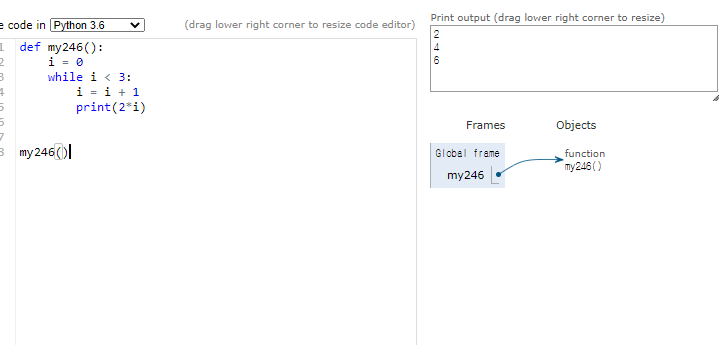 e code in Python 3.6 (drag lower right corner to resize code editor)
1 def my246():
2     i = 0
3     while i < 3:
4         i = i + 1
5         print(2*i)
6
7
8 my246()
Print output (drag lower right corner to resize)
2
4
6
Frames Objects
Global frame
my246
function
my246()